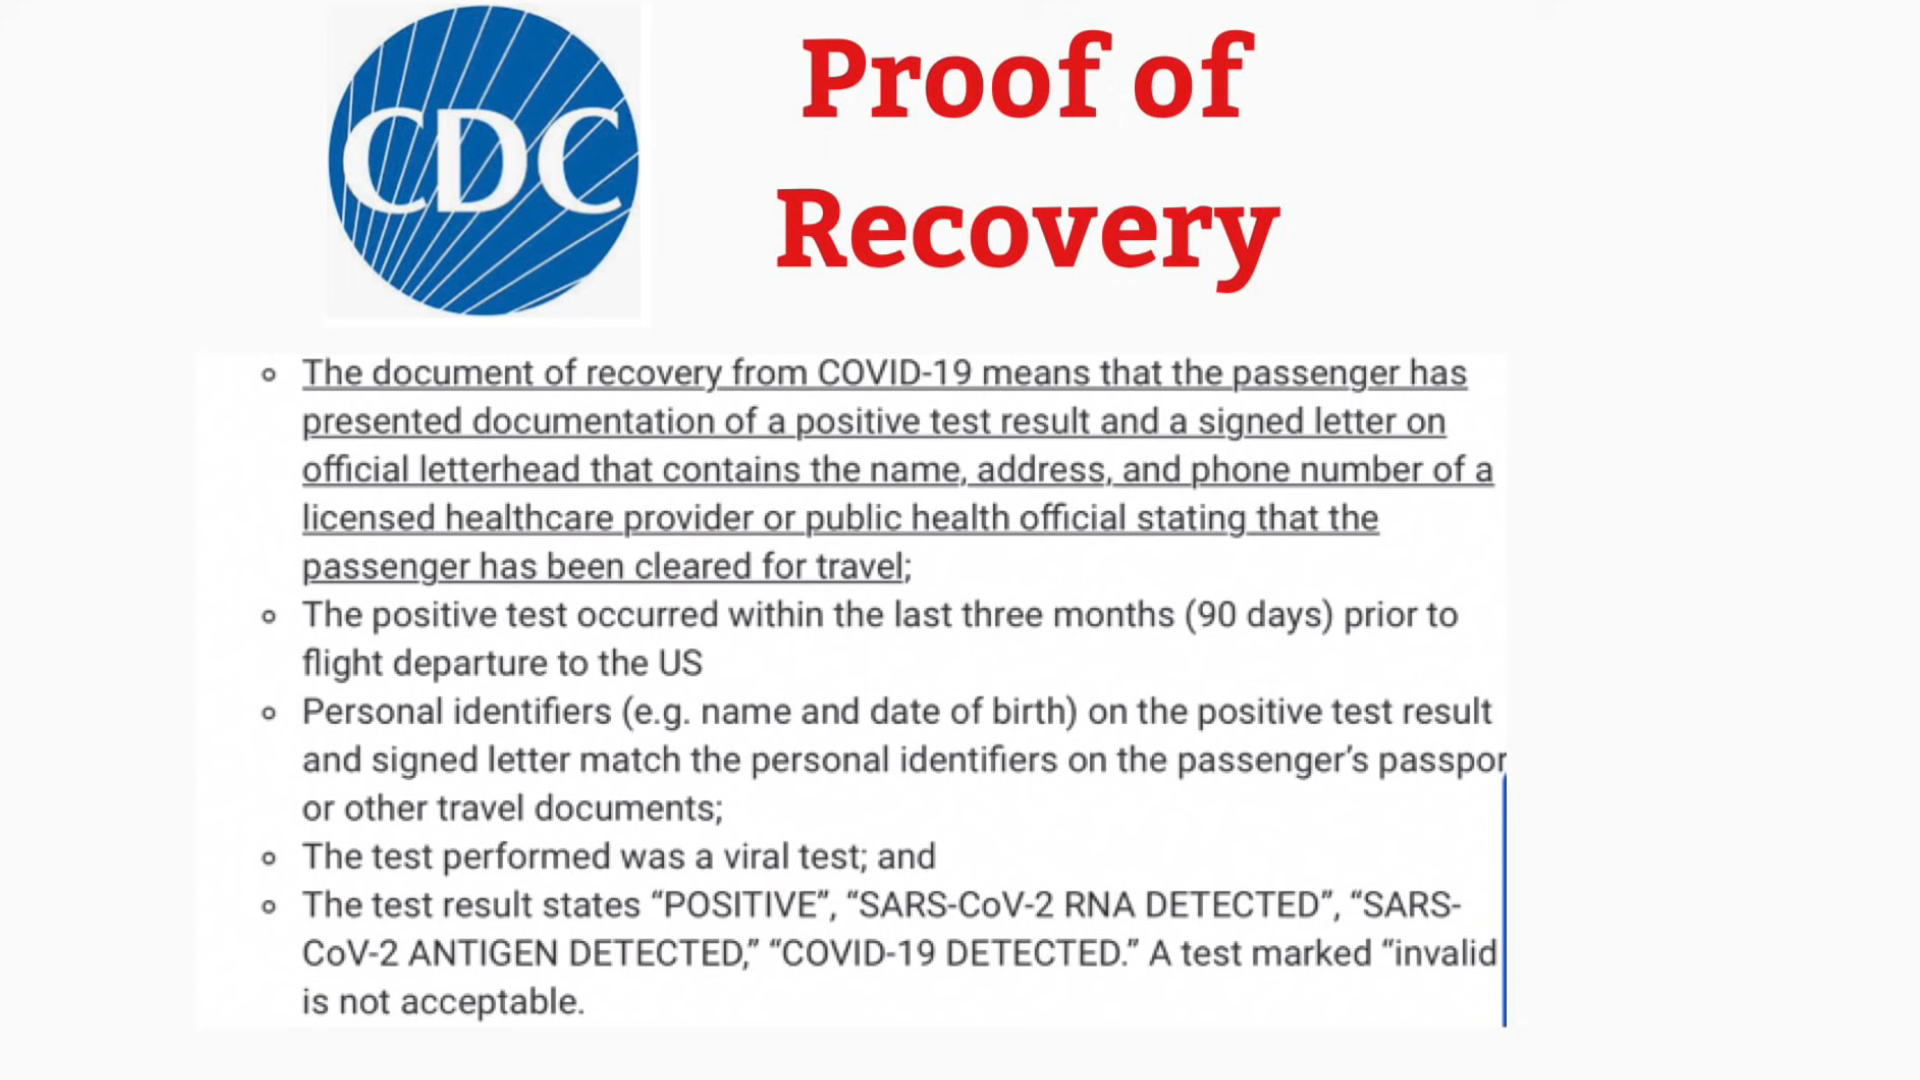 CDC
Proof of
Recovery
The document of recovery from COVID-19 means that the passenger has
presented documentation of a positive test result and a signed letter on
official letterhead that contains the name, address, and phone number of a
licensed healthcare provider or public health official stating that the
passenger has been cleared for travel;
The positive test occurred within the last three months (90 days) prior to
flight departure to the US
Personal identifiers (e.g. name and date of birth) on the positive test result
and signed letter match the personal identifiers on the passenger’s passpor
or other travel documents;
The test performed was a viral test; and
The test result states “POSITIVE”, “SARS-CoV-2 RNA DETECTED”, “SARS-
CoV-2 ANTIGEN DETECTED,” “COVID-19 DETECTED.” A test marked “invalid
is not acceptable.